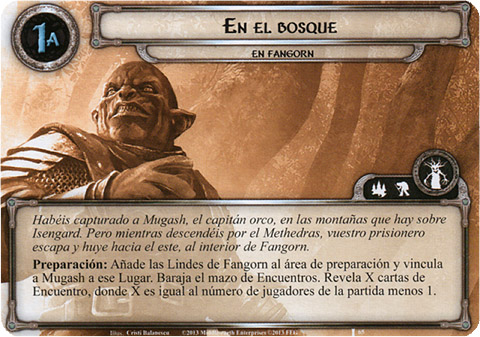 1A
En el bosque
en Fangorn
Habéis capturado a Mugash, el capitán orco, en las montañas que hay sobre
Isengard. Pero mientras descendéis por el Methedras, vuestro prisionero
escapa y huye hacia el este, al interior de Fangorn.
Preparación: Añade las Lindes de Fangorn al área de preparación y vincula
a Mugash a ese Lugar. Baraja el mazo de Encuentros. Revela X cartas de
Encuentro, donde X es igual al número de jugadores de la partida menos 1.
Ilus. Cristi Balanescu ©2013 Middle-earth Enterprises ©2013 FFG